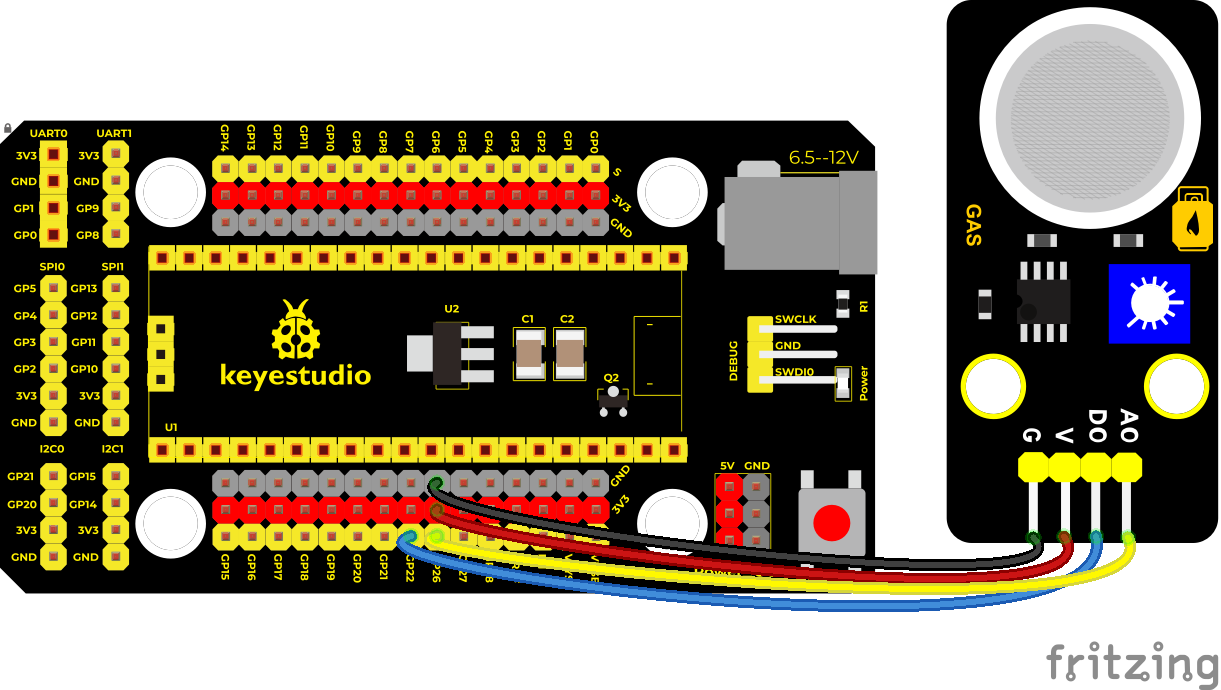 UART0 UART1
3V3 3V3
GND GND
GP1 GP9
GP0 GP8
SPI0 SPI1
GP5 GP13
GP4 GP12
GP3 GP11
GP2 GP10
3V3 3V3
GND GND
I2C0 I2C1
GP21 GP15
GP20 GP14
3V3 3V3
GND GND
GP14 GP13 GP12 GP11 GP10 GP9 GP8 GP7 GP6 GP5 GP4 GP3 GP2 GP1 GP0
S
3V3
GND
6.5--12V
U2
C1 C2
keyestudio
Q2
U1
DEBUG
SWCLK
GND
SWDI0
R1
Power
GND
3V3
GP15 GP16 GP17 GP18 GP19 GP20 GP21 GP22
5V GND
GAS
G V DO AO
fritzing